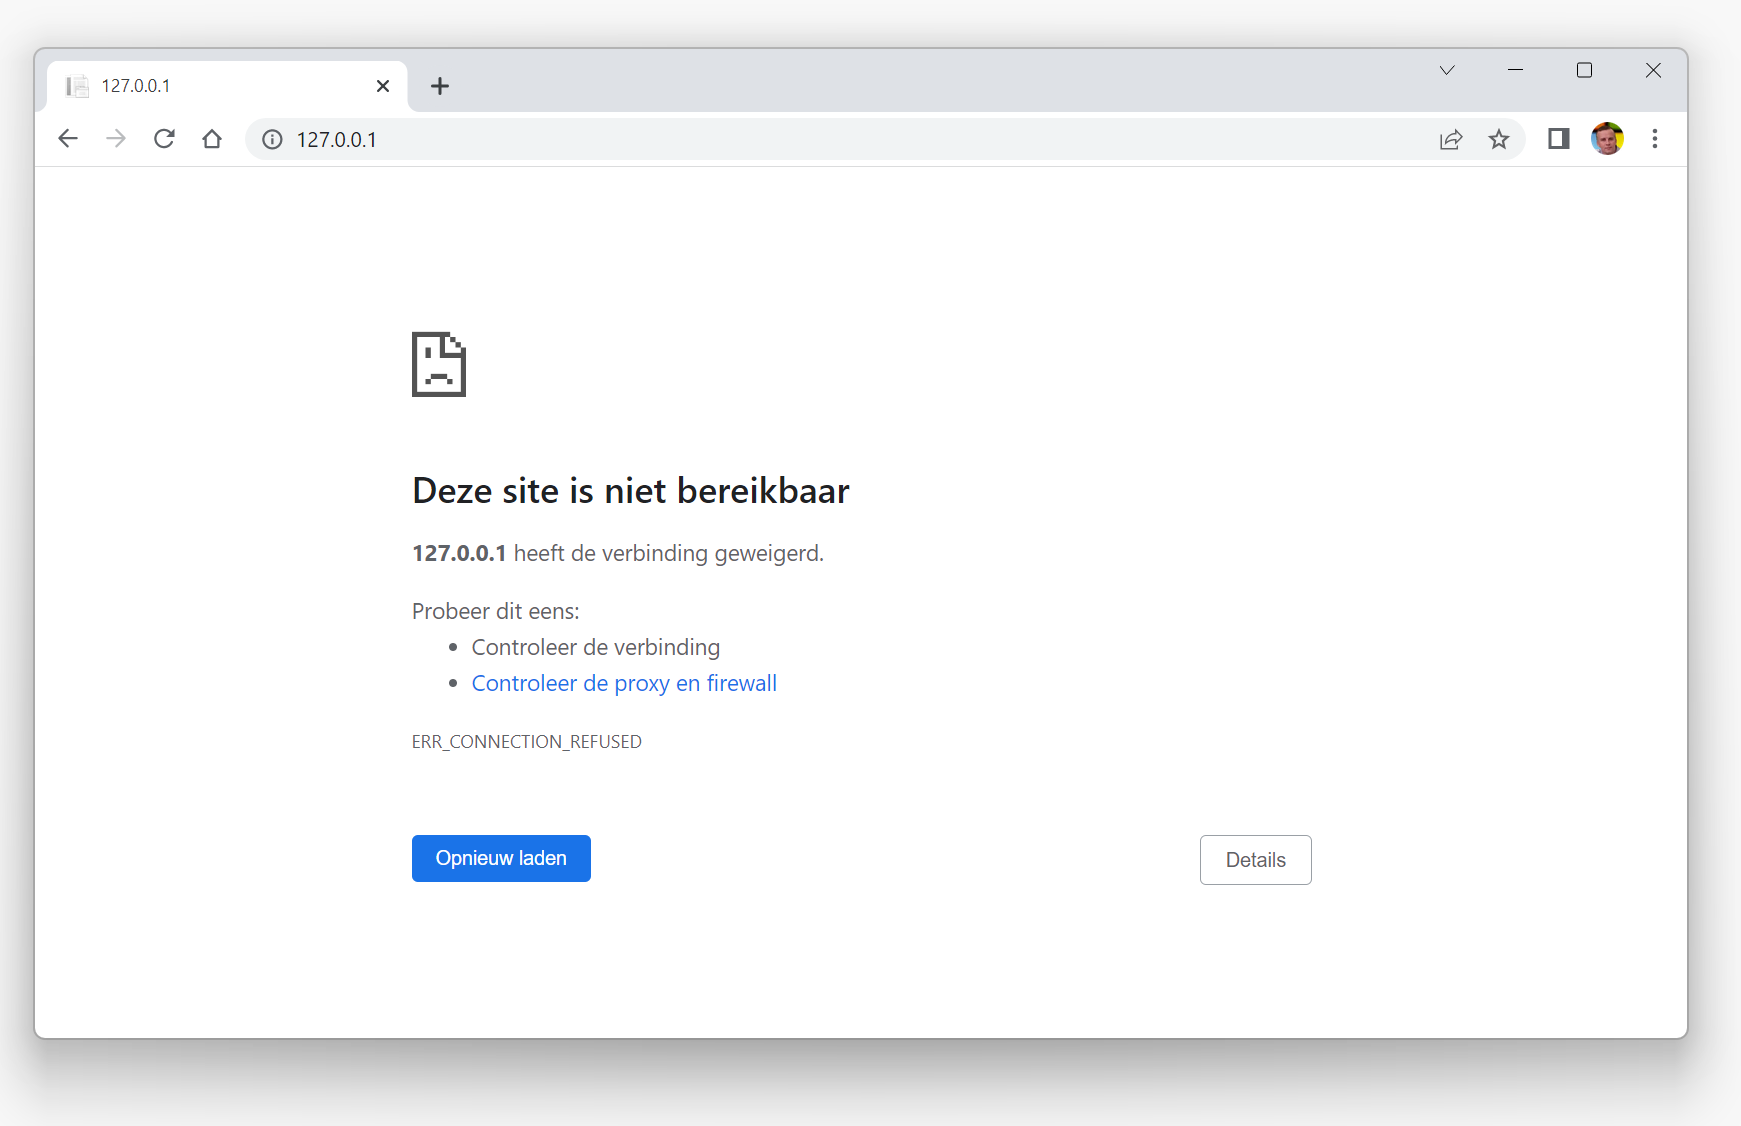 127.0.0.1
127.0.0.1
Deze site is niet bereikbaar
127.0.0.1 heeft de verbinding geweigerd.
Probeer dit eens:
• Controleer de verbinding
• Controleer de proxy en firewall
ERR_CONNECTION_REFUSED
Opnieuw laden
Details